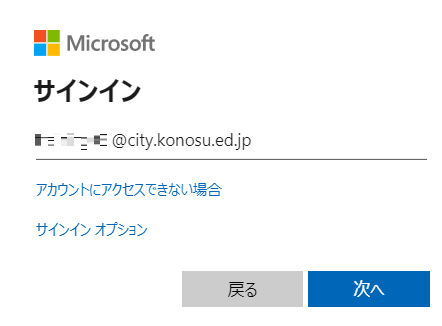 Microsoft
サインイン
@city.konosu.ed.jp
アカウントにアクセスできない場合
サインイン オプション
戻る
次へ